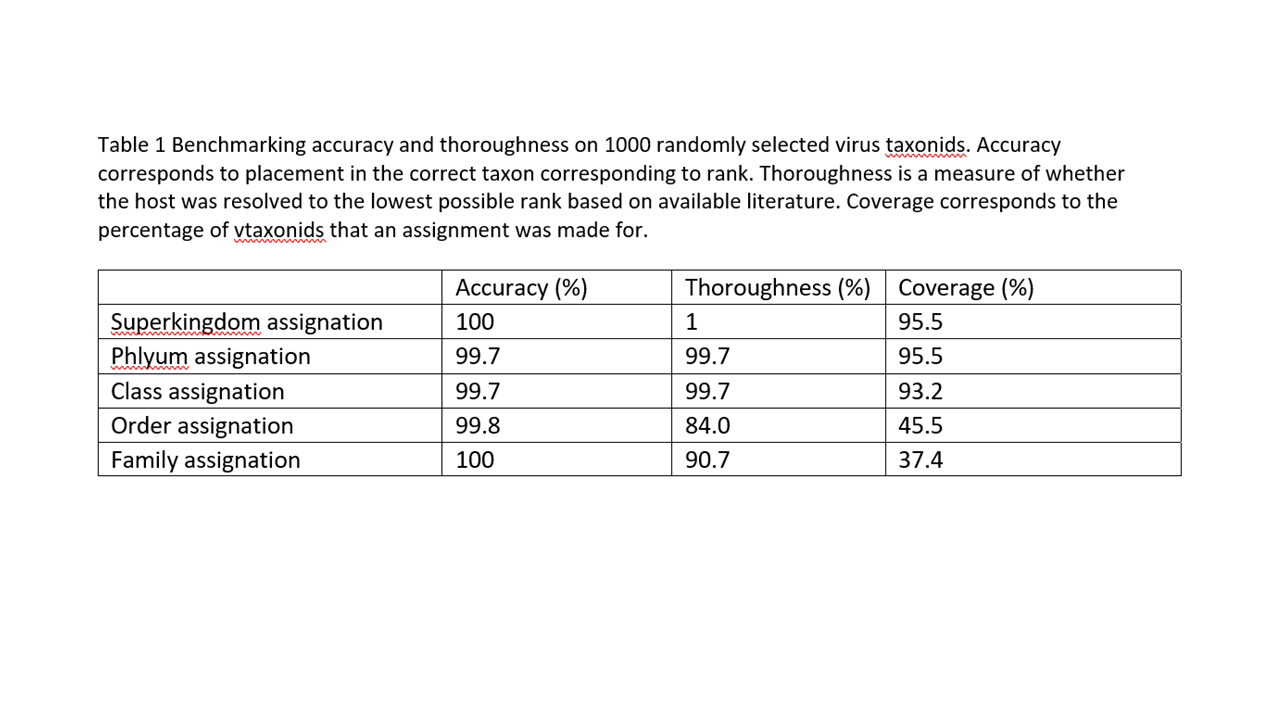 Table 1 Benchmarking accuracy and thoroughness on 1000 randomly selected virus taxonids. Accuracy
corresponds to placement in the correct taxon corresponding to rank. Thoroughness is a measure of whether
the host was resolved to the lowest possible rank based on available literature. Coverage corresponds to the
percentage of vtaxonids that an assignment was made for.
Accuracy (%) Thoroughness (%) Coverage (%)
Superkingdom assignation 100 1 95.5
Phlyum assignation 99.7 99.7 95.5
Class assignation 99.7 99.7 93.2
Order assignation 99.8 84.0 45.5
Family assignation 100 90.7 37.4